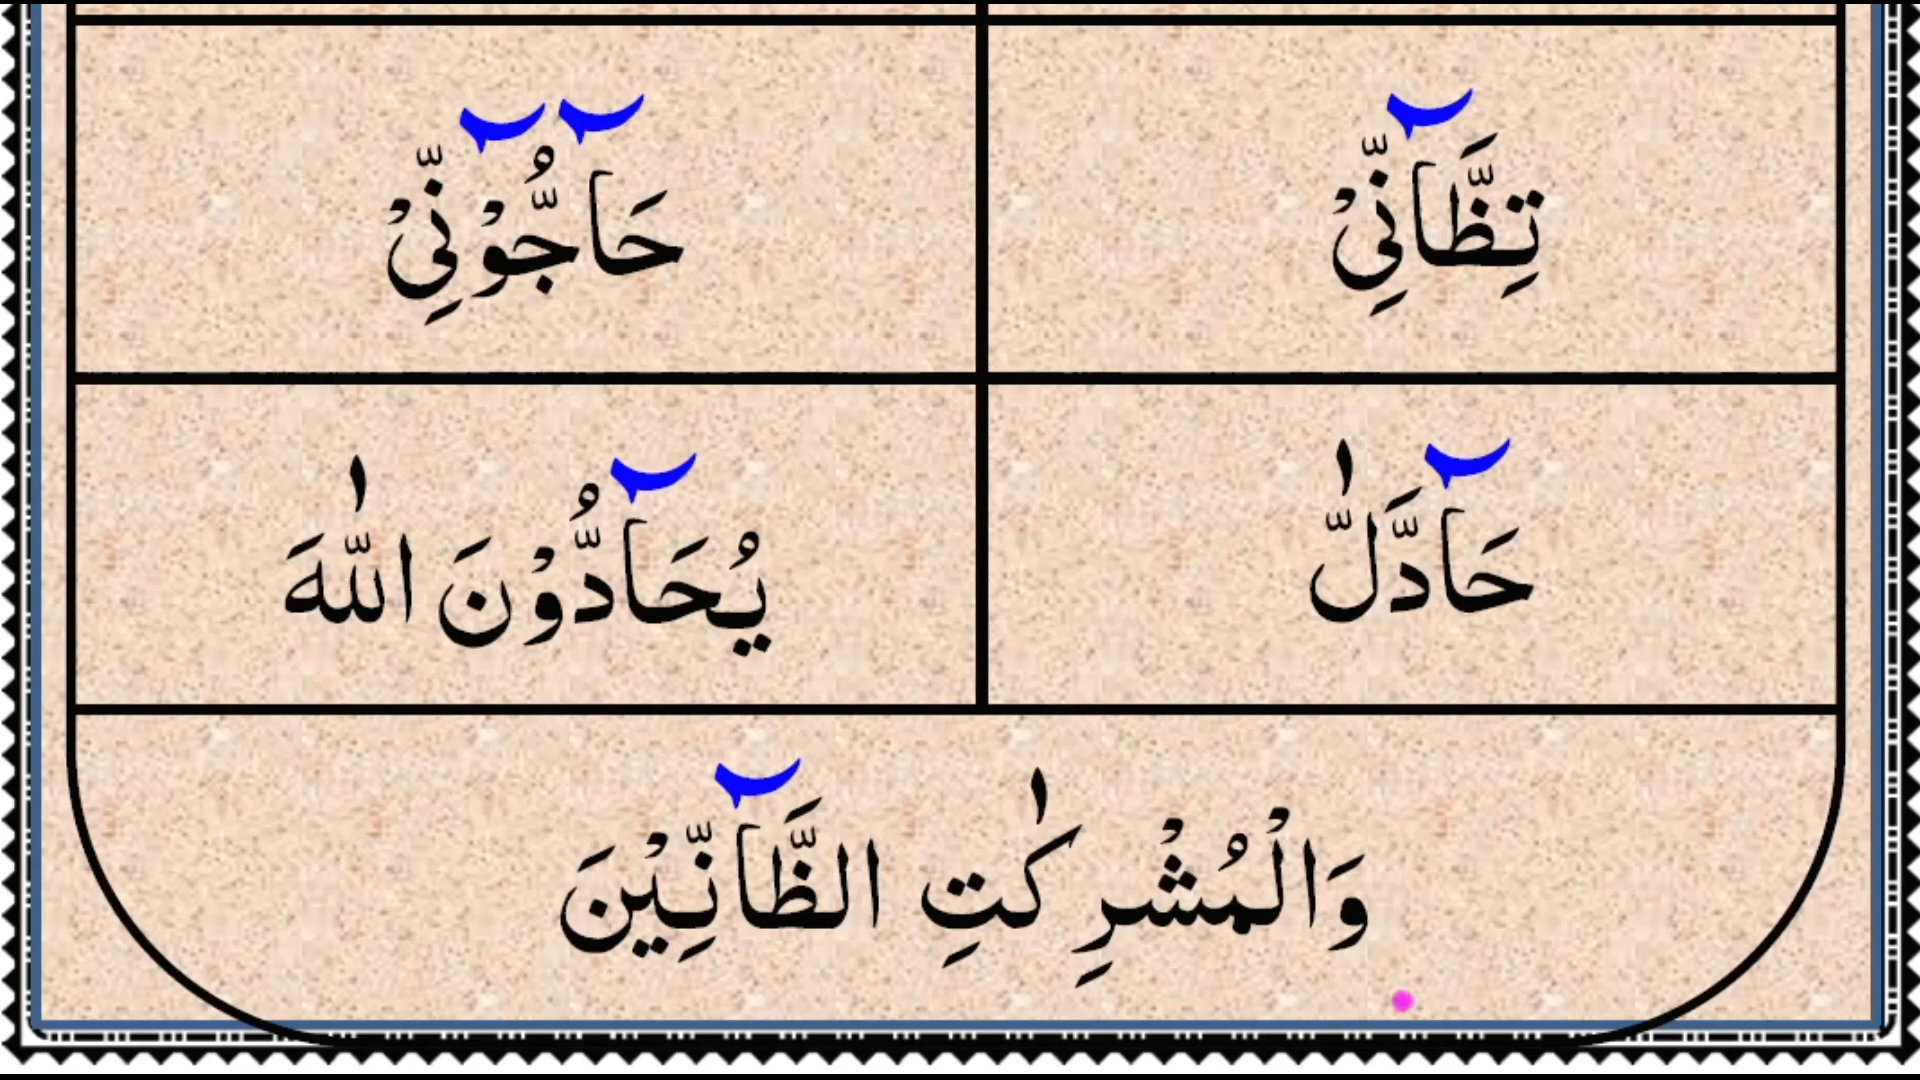 تِظَّآنِّيْ
حَآجُّوْٓنِّيْ
حَآدَّلّٰ
يُحَآدُّوْنَ اللّٰهَ
وَالْمُشْرِكٰتِ الظَّآنِّيْنَ